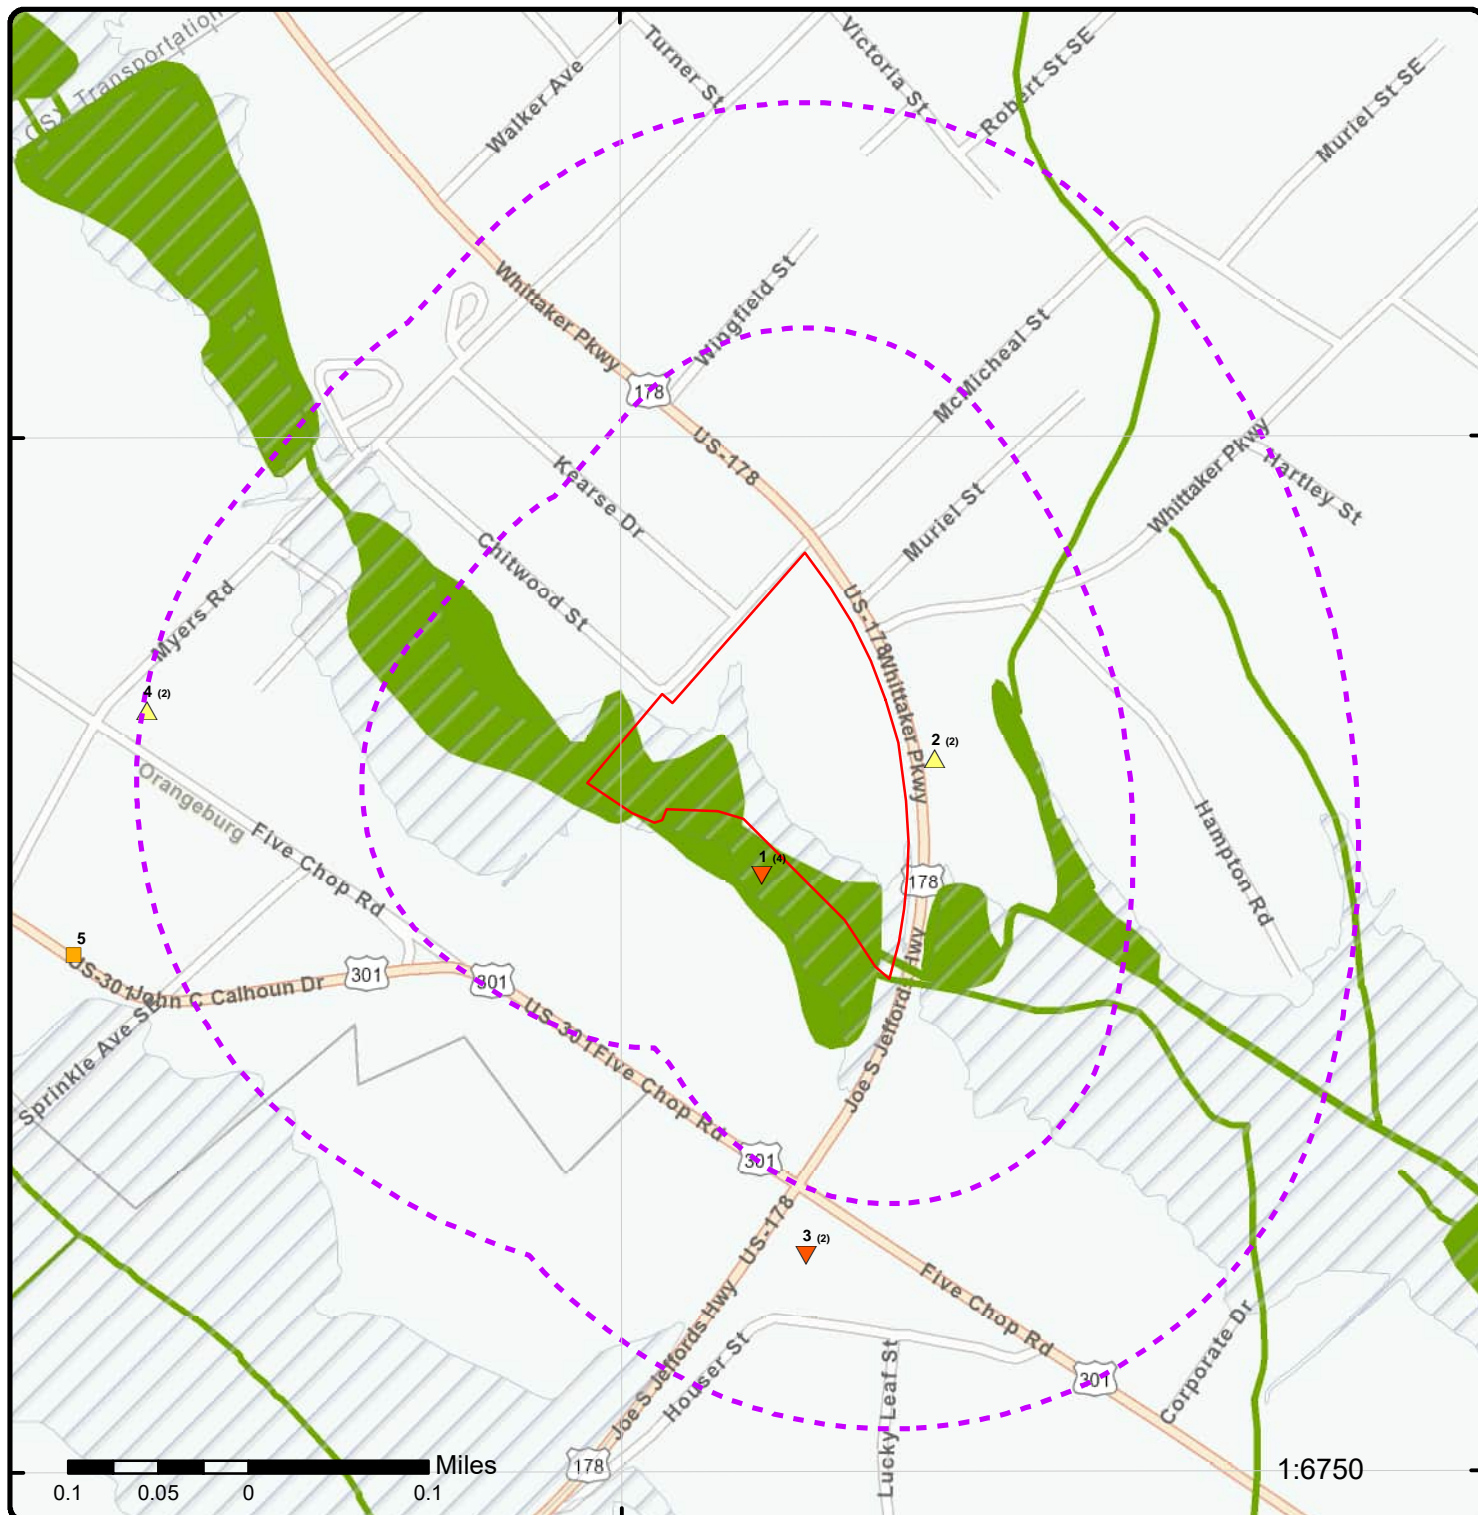 CSX Transportation
Walker Ave
Turner St
Victoria St
Robert St SE
Muriel St SE
Whittaker Pkwy
Wingfield St
178
US-178
McMicheal St
Kearse Dr
Chitwood St
Muriel St
Whittaker Pkwy
Hartley St
Myers Rd
US-178
Whittaker Pkwy
4 (2)
2 (2)
Orangeburg
Five Chop Rd
1 (4)
178
Hampton Rd
5
US-301
John C Calhoun Dr
301
301
Sprinkle Ave SE
US-301
Five Chop Rd
Joe S Jeffords Hwy
301
US-178
3 (2)
Five Chop Rd
Joe S Jeffords Hwy
Houser St
Lucky Leaf St
301
Corporate Dr
178
Miles
0.1 0.05 0 0.1
1:6750